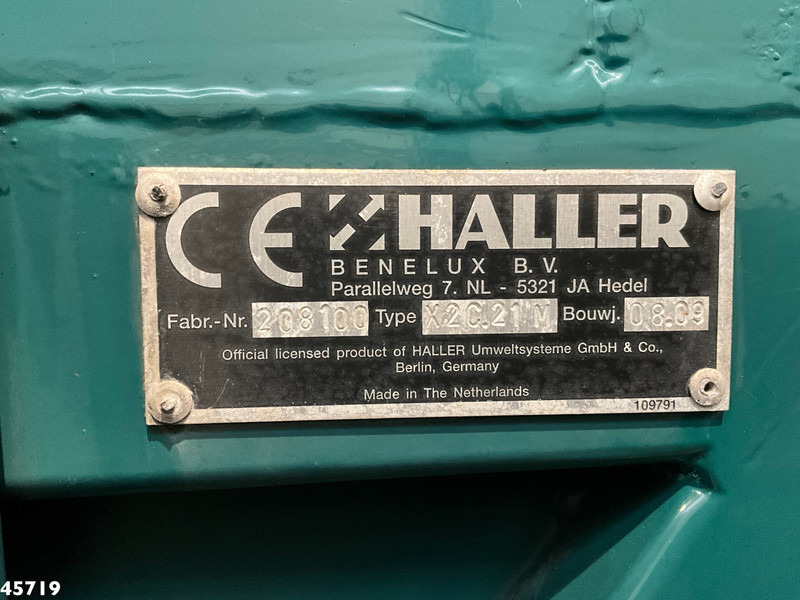 CE HALLER
BENELUX B. V.
Parallelweg 7. NL - 5321 JA Hedel
Fabr.-Nr. 208100 Type X2C.21 M Bouwj. 08.09
Official licensed product of HALLER Umweltsysteme GmbH & Co.,
Berlin, Germany
Made in The Netherlands
109791
45719